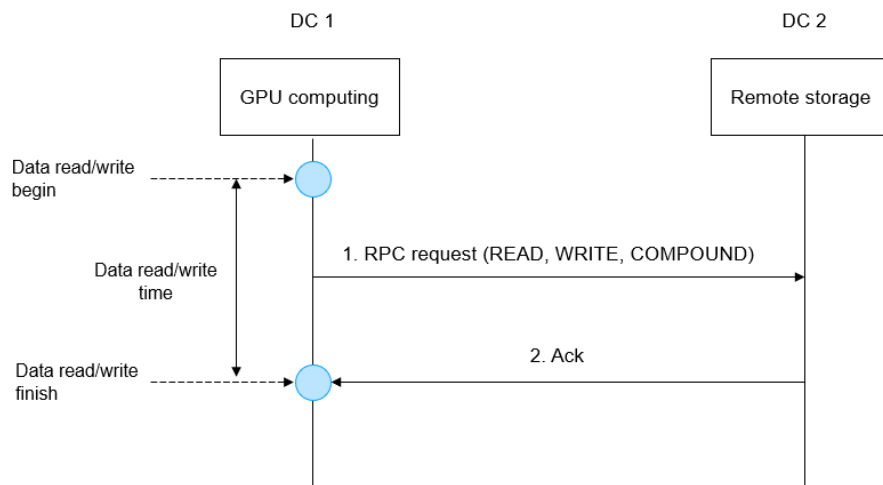 DC 1
DC 2
GPU computing
Remote storage
Data read/write
begin
1. RPC request (READ, WRITE, COMPOUND)
Data read/write
time
2. Ack
Data read/write
finish